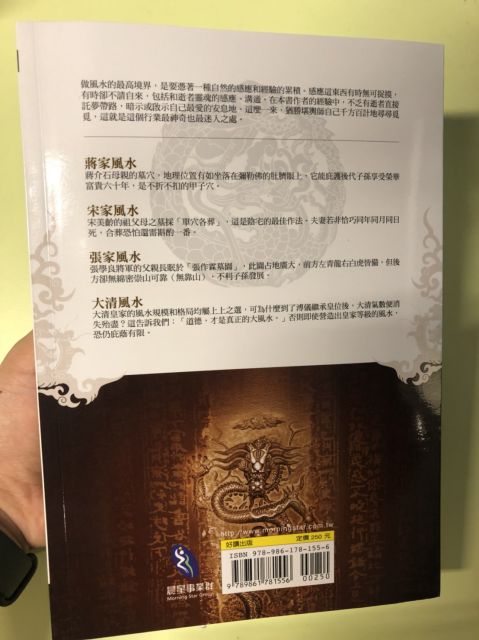 做風水的最高境界，是要憑著一種自然的感應和經驗的累積。感應這東西有時無可捉摸，
有時卻不請自來，包括和逝者靈魂的感應、溝通。在本書作者的經驗中，不乏有逝者直接
託夢帶路，暗示或啟示自己最愛的安息地。這麼一來，猶勝堪輿師自己千方百計地尋尋覓
覓，這就是這個行業最神奇也最迷人之處。
蔣家風水
蔣介石母親的墓穴，地理位置有如坐落在彌勒佛的肚臍眼上，它能庇護後代子孫享受榮華
富貴六十年，是不折不扣的甲子穴。
宋家風水
宋美齡的祖父母之墓採「單穴各葬」，這是陰宅的最佳作法。夫妻若非恰巧同年同月同日
死，合葬恐怕還需斟酌一番。
張家風水
張學良將軍的父親長眠於「張作霖墓園」，此園占地廣大，前方左青龍右白虎皆備，但後
方卻無綿密崇山可靠（無靠山），不利子孫發展。
大清風水
大清皇家的風水規模和格局均屬上上之選，可為什麼到了溥儀繼承皇位後，大清氣數便消
失殆盡？這告訴我們：「道德，才是真正的大風水。」否則即使營造出皇家等級的風水，
恐仍庇蔭有限。
http://www.morningstar.com.tw
好讀出版 定價 250 元
ISBN 978-986-178-155-6
9 789861 781556 00250
晨星事業群
Morning Star Group